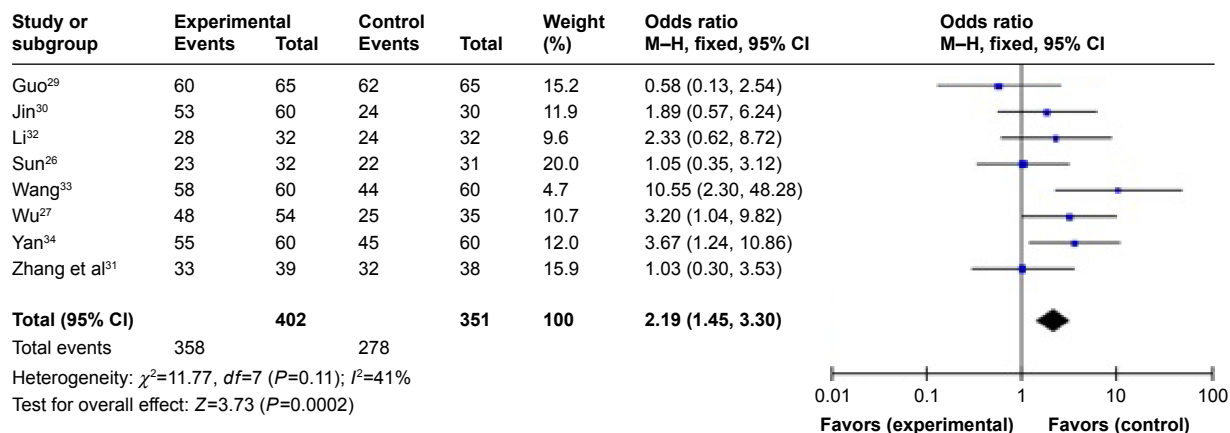 Study or subgroup Experimental Events Total Control Events Total Weight (%) Odds ratio M–H, fixed, 95% CI Odds ratio M–H, fixed, 95% CI
Guo²⁹ 60 65 62 65 15.2 0.58 (0.13, 2.54)
Jin³⁰ 53 60 24 30 11.9 1.89 (0.57, 6.24)
Li³² 28 32 24 32 9.6 2.33 (0.62, 8.72)
Sun²⁶ 23 32 22 31 20.0 1.05 (0.35, 3.12)
Wang³³ 58 60 44 60 4.7 10.55 (2.30, 48.28)
Wu²⁷ 48 54 25 35 10.7 3.20 (1.04, 9.82)
Yan³⁴ 55 60 45 60 12.0 3.67 (1.24, 10.86)
Zhang et al³¹ 33 39 32 38 15.9 1.03 (0.30, 3.53)
Total (95% CI) 402 351 100 2.19 (1.45, 3.30)
Total events 358 278
Heterogeneity: χ²=11.77, df=7 (P=0.11); I²=41%
Test for overall effect: Z=3.73 (P=0.0002)
0.01 0.1 1 10 100
Favors (experimental) Favors (control)